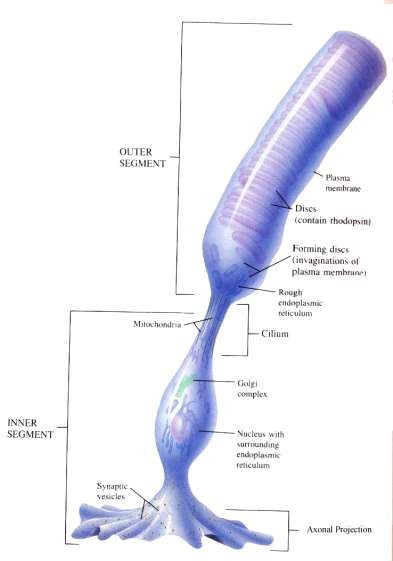 OUTER
SEGMENT
Plasma
membrane
Discs
(contain rhodopsin)
Forming discs
(invaginations of
plasma membrane)
Rough
endoplasmic
reticulum
Mitochondria
Cilium
Golgi
complex
INNER
SEGMENT
Nucleus with
surrounding
endoplasmic
reticulum
Synaptic
vesicles
Axonal Projection